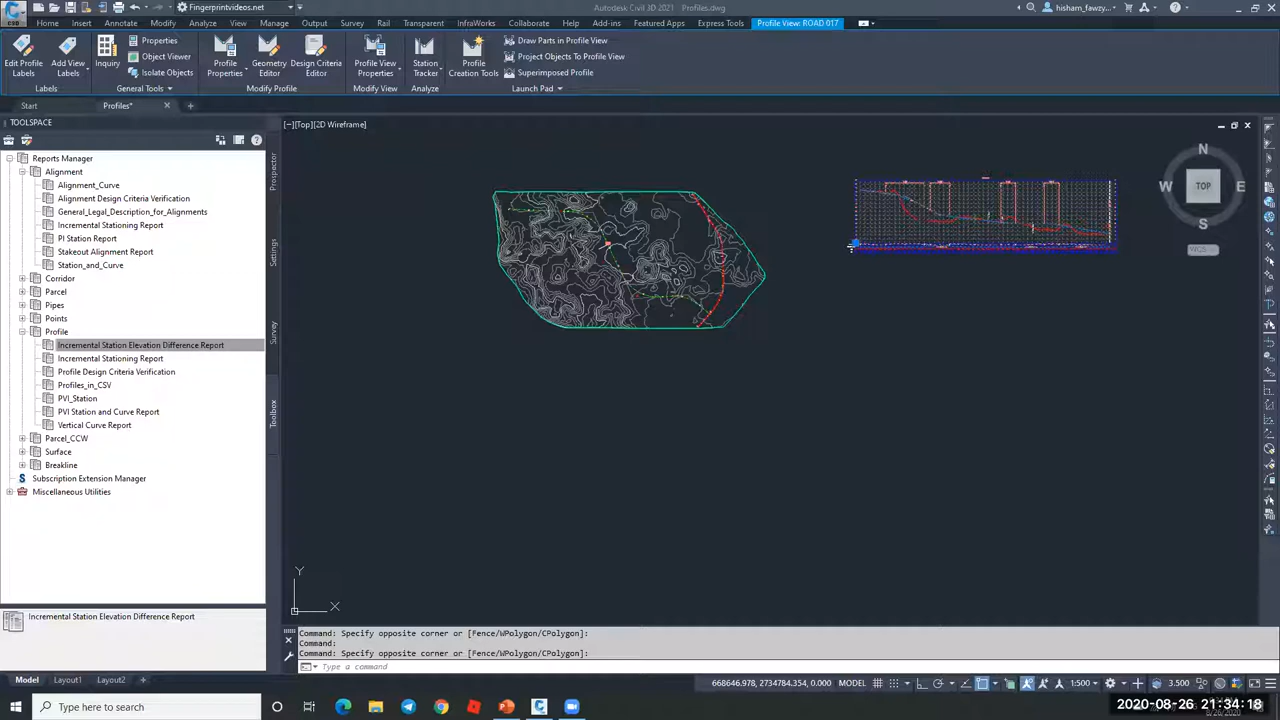 Fingerprintvideos.net
Autodesk Civil 3D 2021 Profiles.dwg
hisham_fawzy...
Home Insert Annotate Modify Analyze View Manage Output Survey Rail Transparent InfraWorks Collaborate Help Add-ins Featured Apps Express Tools Profile View: ROAD 017
Edit Profile Labels
Add View Labels
Inquiry
Properties
Object Viewer
Isolate Objects
Profile Properties
Geometry Editor
Design Criteria Editor
Profile View Properties
Station Tracker
Profile Creation Tools
Draw Parts in Profile View
Project Objects To Profile View
Superimposed Profile
Labels General Tools Modify Profile Modify View Analyze Launch Pad
Start Profiles*
TOOLSPACE
[−][Top][2D Wireframe]
Reports Manager
Alignment
Alignment_Curve
Alignment Design Criteria Verification
General_Legal_Description_for_Alignments
Incremental Stationing Report
PI Station Report
Stakeout Alignment Report
Station_and_Curve
Corridor
Parcel
Pipes
Points
Profile
Incremental Station Elevation Difference Report
Incremental Stationing Report
Profile Design Criteria Verification
Profiles_in_CSV
PVI_Station
PVI Station and Curve Report
Vertical Curve Report
Parcel_CCW
Surface
Breakline
Subscription Extension Manager
Miscellaneous Utilities
Prospector
Settings
Survey
Toolbox
N
W TOP E
S
WCS
Y
X
Incremental Station Elevation Difference Report
Command: Specify opposite corner or [Fence/WPolygon/CPolygon]:
Command:
Command: Specify opposite corner or [Fence/WPolygon/CPolygon]:
Type a command
Model Layout1 Layout2
668646.978, 2734784.354, 0.000 MODEL 1:500 3.500
Type here to search
2020-08-26 21:34:18